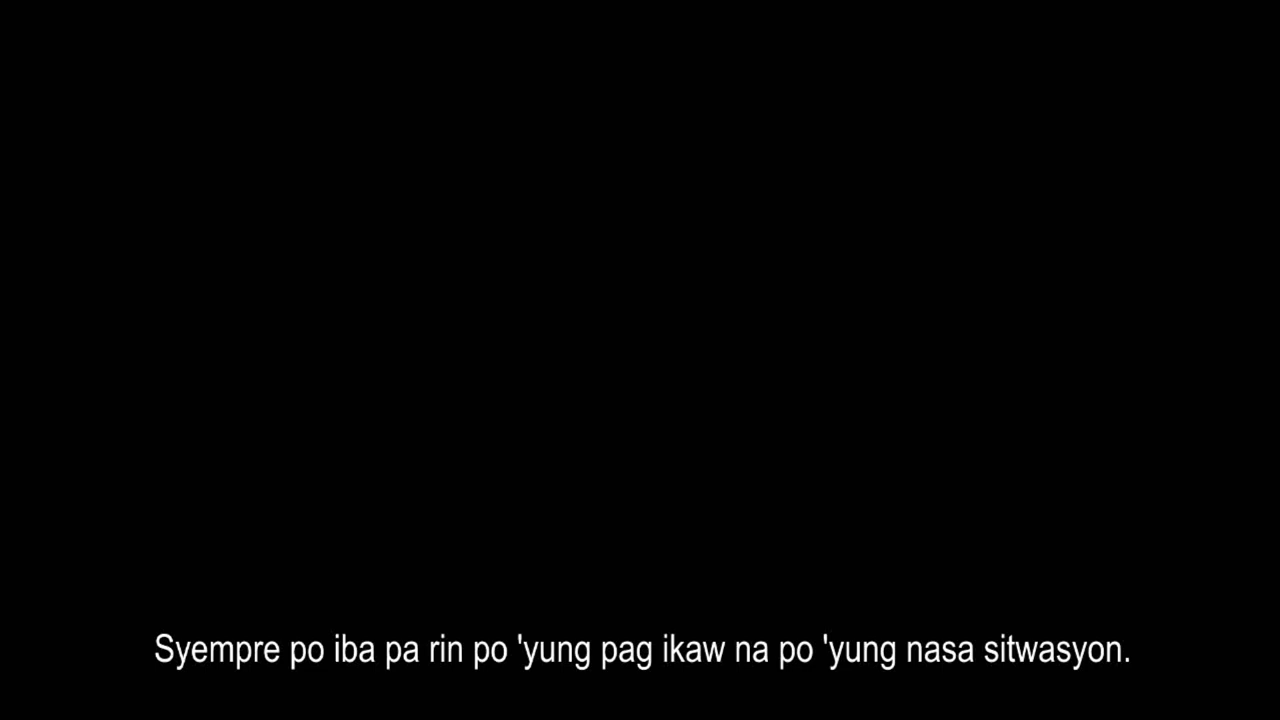 Syempre po iba pa rin po 'yung pag ikaw na po 'yung nasa sitwasyon.